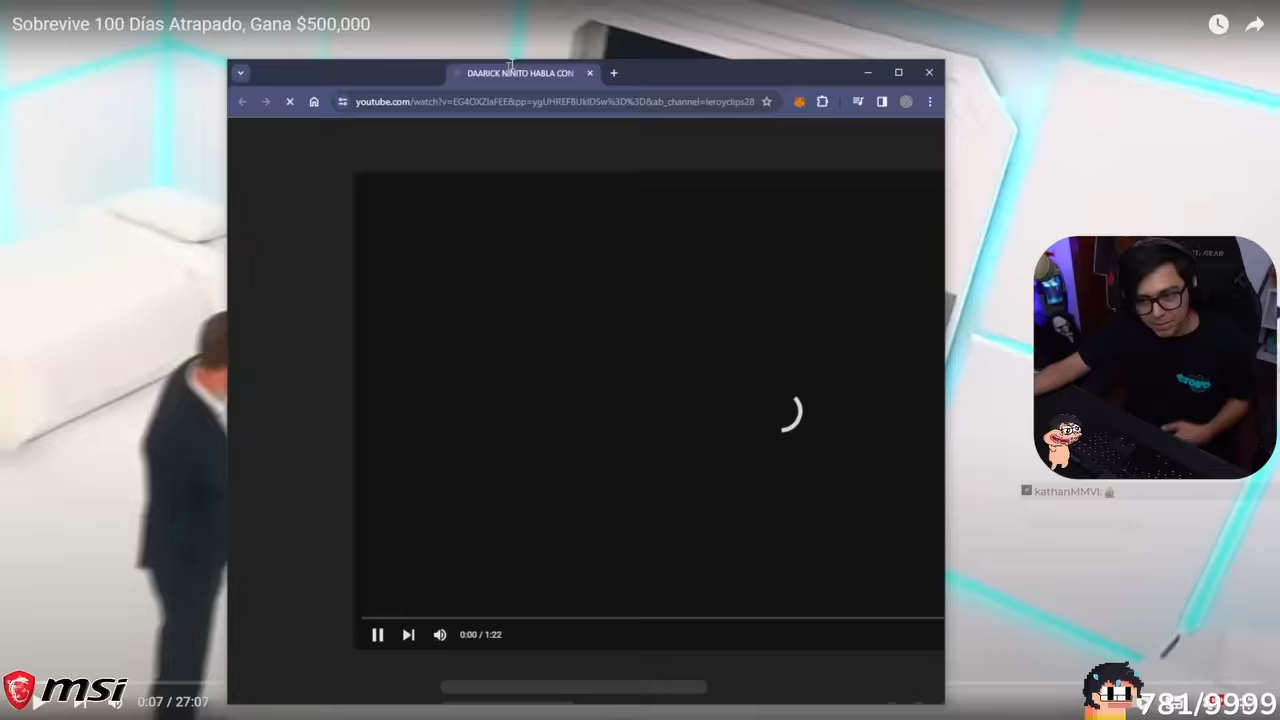 Sobrevive 100 Días Atrapado, Gana $500,000
DAARICK NIÑITO HABLA CON
youtube.com/watch?v=EG4OXZIaFEE&pp=ygUHREFBUklDSw%3D%3D&ab_channel=leroyclips28
0:00 / 1:22
kathanMMVI:
msi
0:07 / 27:07
781/9999